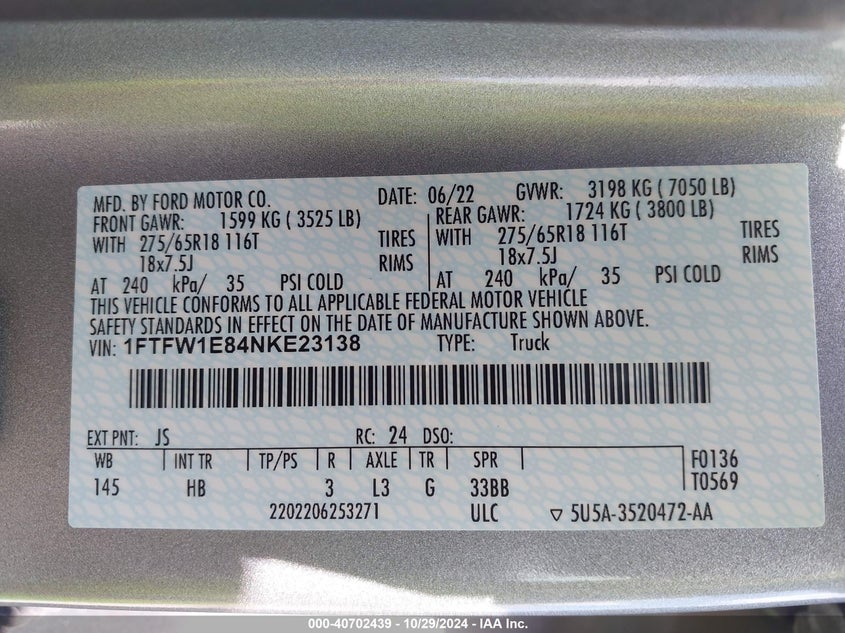 MFD. BY FORD MOTOR CO. DATE: 06/22 GVWR: 3198 KG ( 7050 LB)
FRONT GAWR: 1599 KG ( 3525 LB) REAR GAWR: 1724 KG ( 3800 LB)
WITH 275/65R18 116T TIRES WITH 275/65R18 116T TIRES
18x7.5J RIMS 18x7.5J RIMS
AT 240 kPa/ 35 PSI COLD AT 240 kPa/ 35 PSI COLD
THIS VEHICLE CONFORMS TO ALL APPLICABLE FEDERAL MOTOR VEHICLE
SAFETY STANDARDS IN EFFECT ON THE DATE OF MANUFACTURE SHOWN ABOVE.
VIN: 1FTFW1E84NKE23138 TYPE: Truck
EXT PNT: JS RC: 24 DSO:
WB INT TR TP/PS R AXLE TR SPR F0136
145 HB 3 L3 G 33BB T0569
2202206253271 ULC ▽ 5U5A-3520472-AA
000-40702439 - 10/29/2024 - IAA Inc.